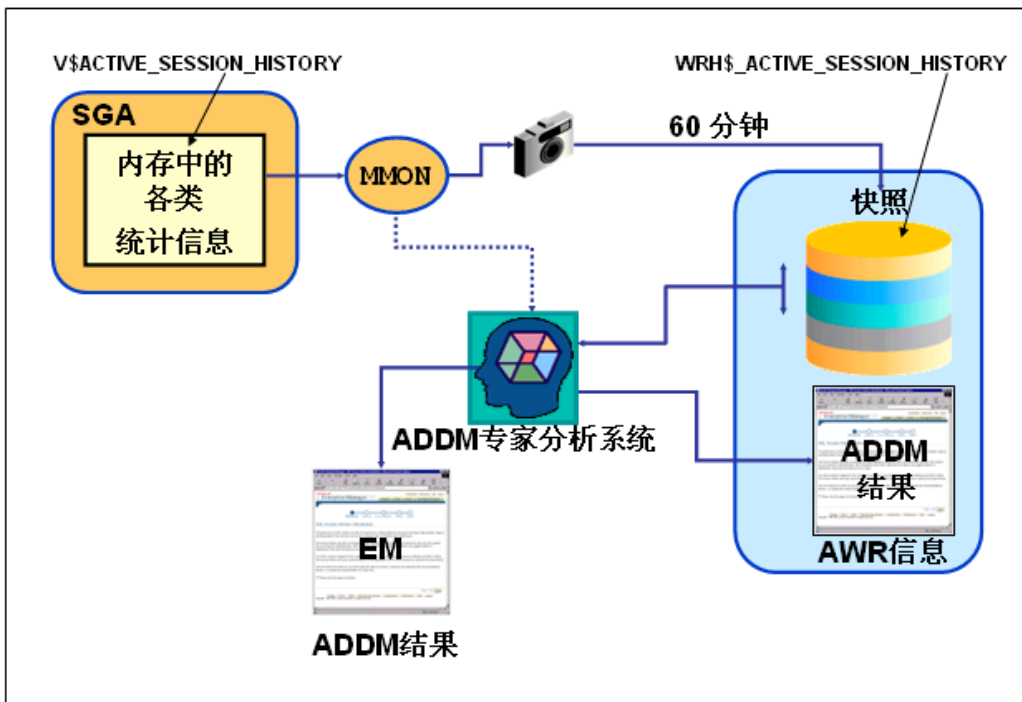 V$ACTIVE_SESSION_HISTORY
WRH$_ACTIVE_SESSION_HISTORY
SGA
内存中的
各类
统计信息
MMON
60 分钟
快照
ADDM专家分析系统
EM
ADDM结果
ADDM
结果
AWR信息